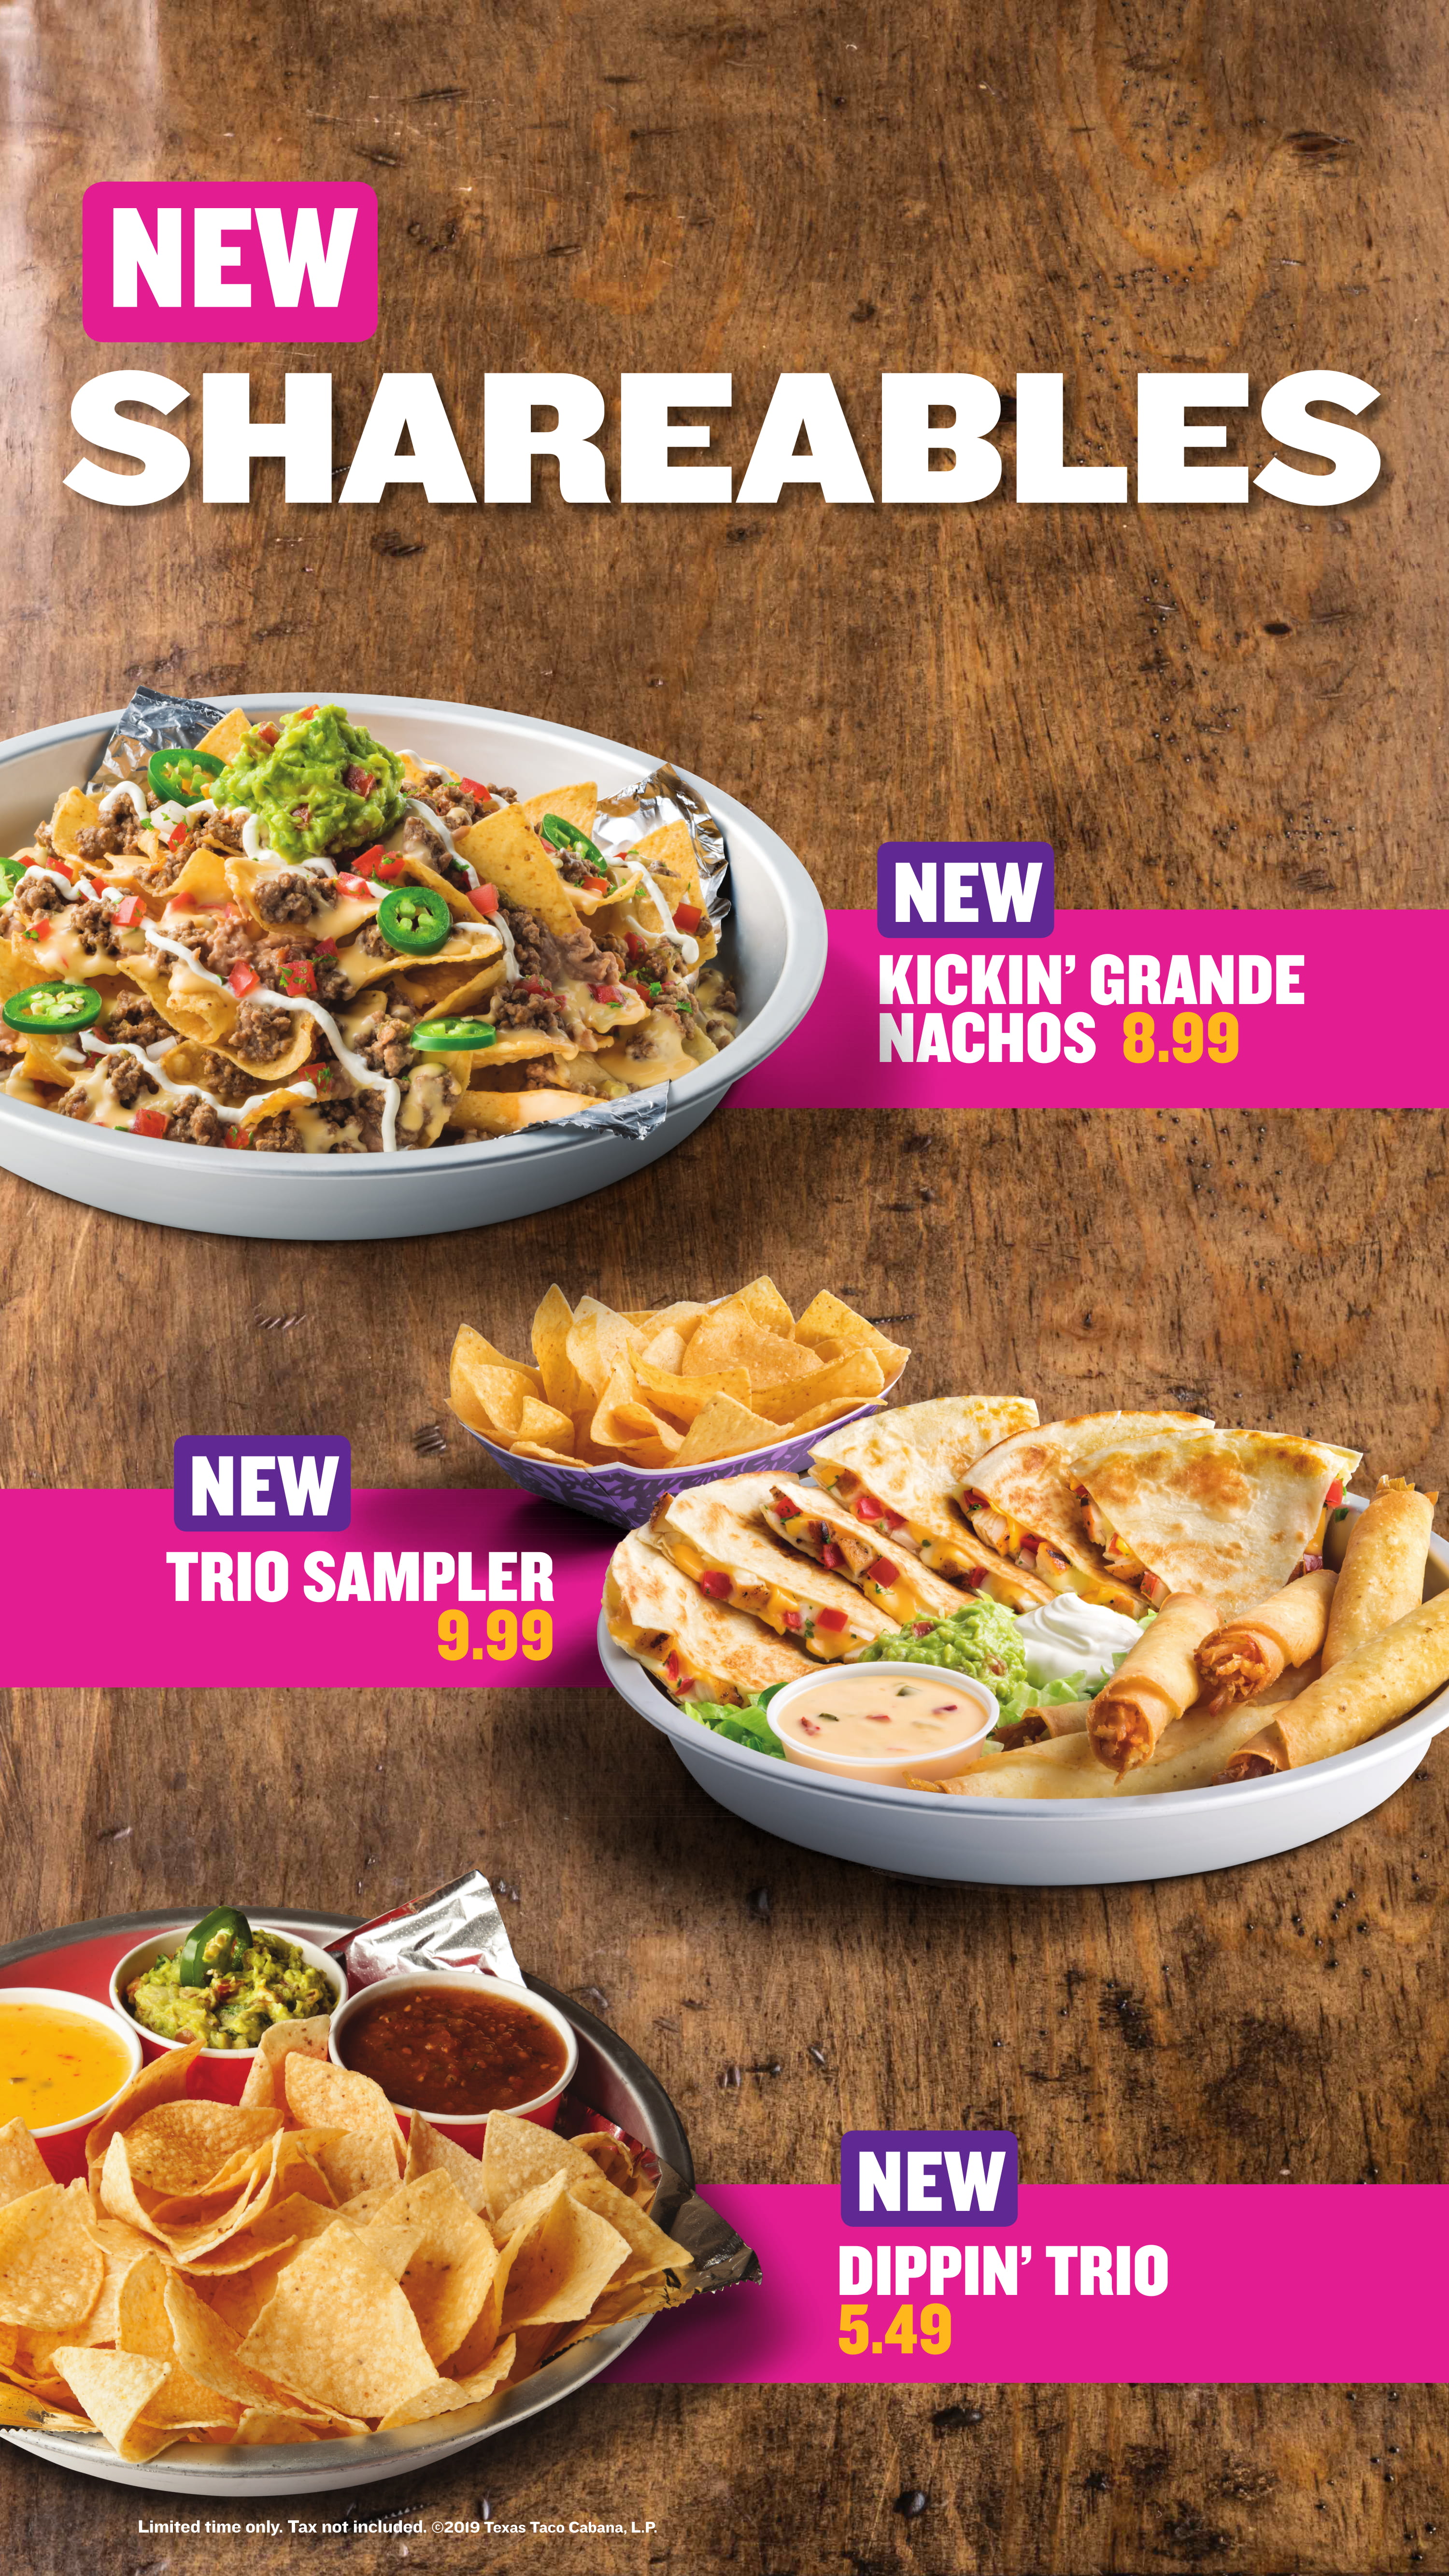 NEW
SHAREABLES
NEW
KICKIN’ GRANDE
NACHOS 8.99
NEW
TRIO SAMPLER
9.99
NEW
DIPPIN’ TRIO
5.49
Limited time only. Tax not included. ©2019 Texas Taco Cabana, L.P.